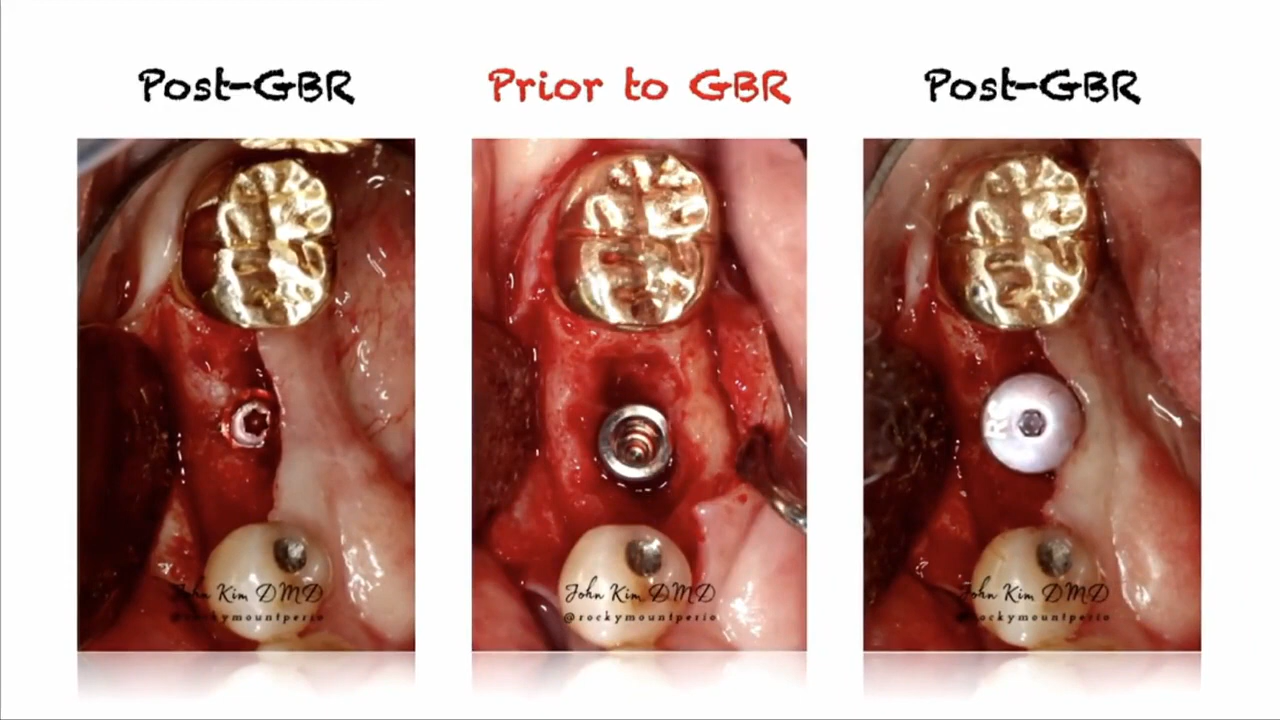 Post-GBR
Prior to GBR
Post-GBR
RC
John Kim DMD
@rockymountperio
John Kim DMD
@rockymountperio
John Kim DMD
@rockymountperio